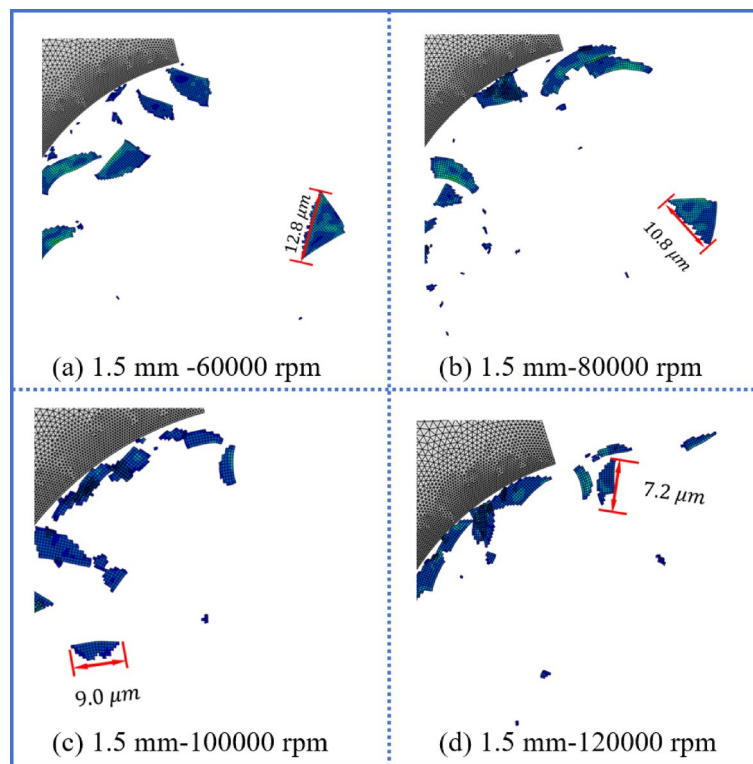 12.8 μm
(a) 1.5 mm -60000 rpm
10.8 μm
(b) 1.5 mm-80000 rpm
9.0 μm
(c) 1.5 mm-100000 rpm
7.2 μm
(d) 1.5 mm-120000 rpm